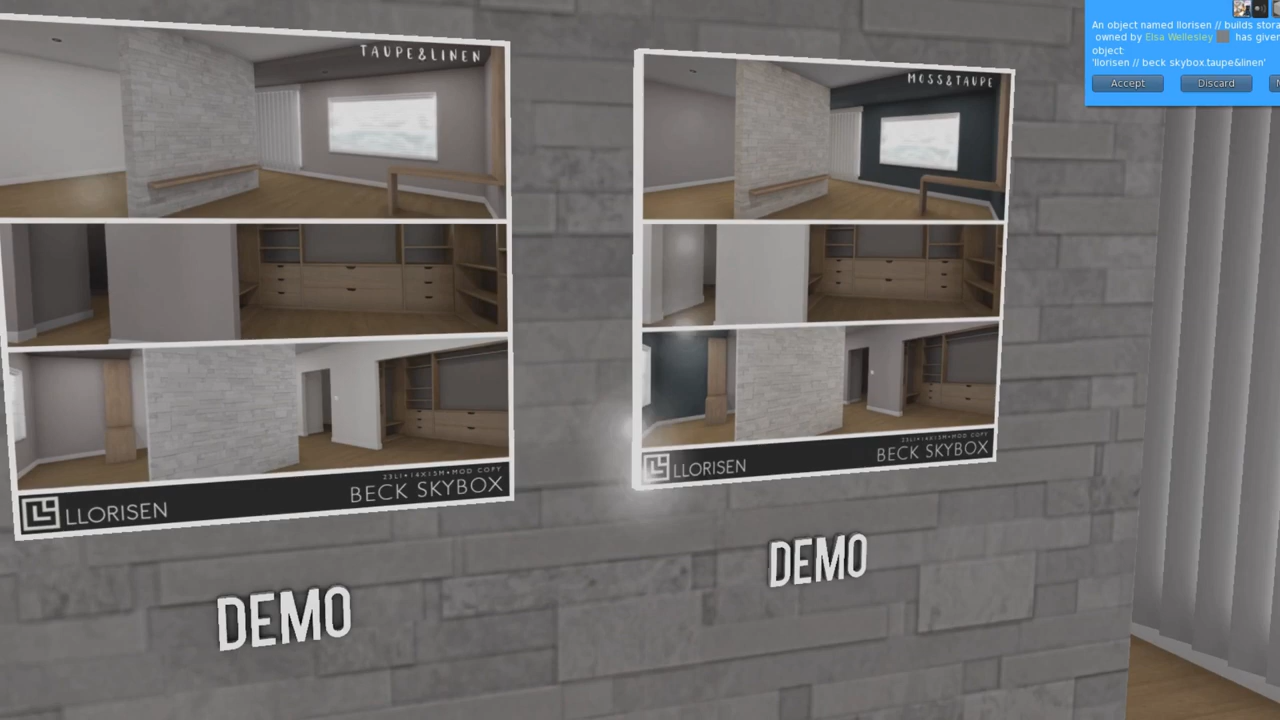 TAUPE&LINEN
23LI•14X15M•MOD COPY
BECK SKYBOX
LLORISEN
DEMO
MOSS&TAUPE
23LI•14X15M•MOD COPY
BECK SKYBOX
LLORISEN
DEMO
An object named llorisen // builds
owned by Elsa Wellesley has given
object:
'llorisen // beck skybox.taupe&linen'
Accept
Discard